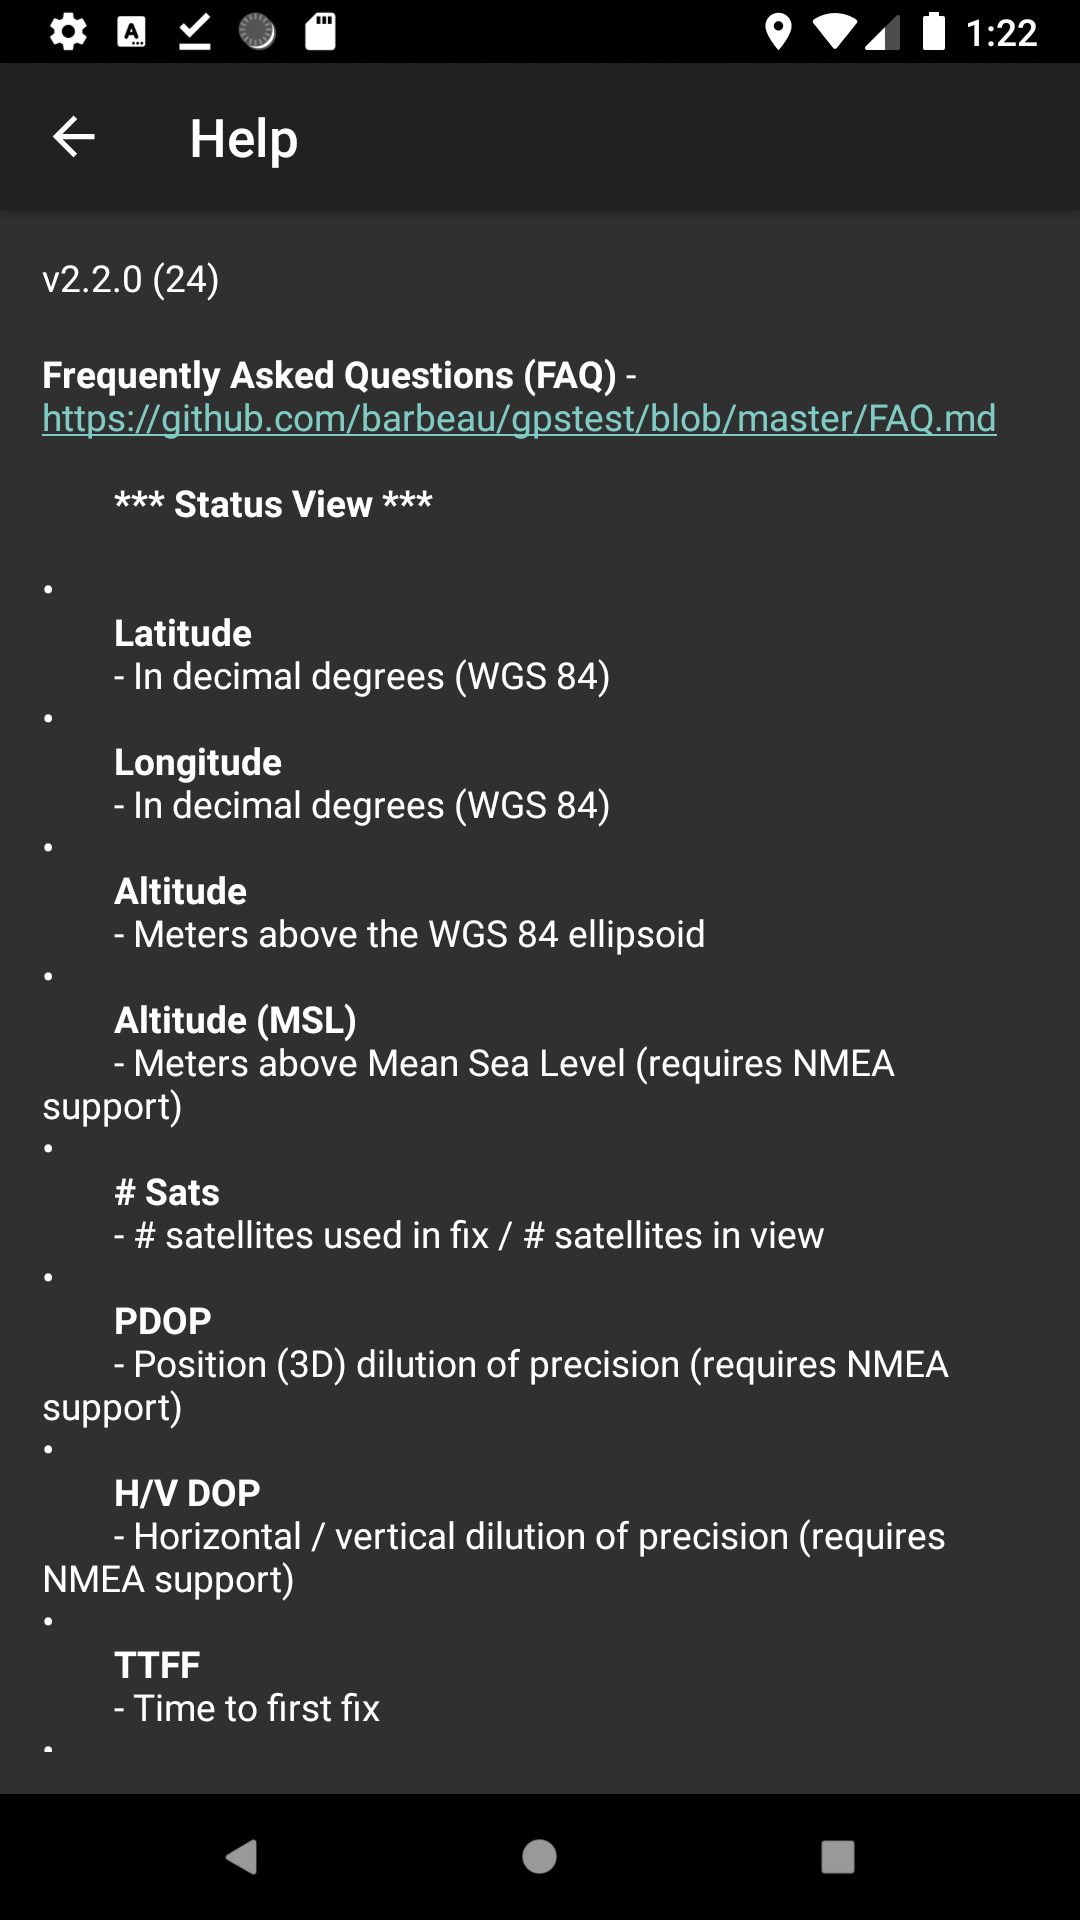 1:22
Help
v2.2.0 (24)
Frequently Asked Questions (FAQ) -
https://github.com/barbeau/gpstest/blob/master/FAQ.md
*** Status View ***
•
Latitude
- In decimal degrees (WGS 84)
•
Longitude
- In decimal degrees (WGS 84)
•
Altitude
- Meters above the WGS 84 ellipsoid
•
Altitude (MSL)
- Meters above Mean Sea Level (requires NMEA
support)
•
# Sats
- # satellites used in fix / # satellites in view
•
PDOP
- Position (3D) dilution of precision (requires NMEA
support)
•
H/V DOP
- Horizontal / vertical dilution of precision (requires
NMEA support)
•
TTFF
- Time to first fix
•